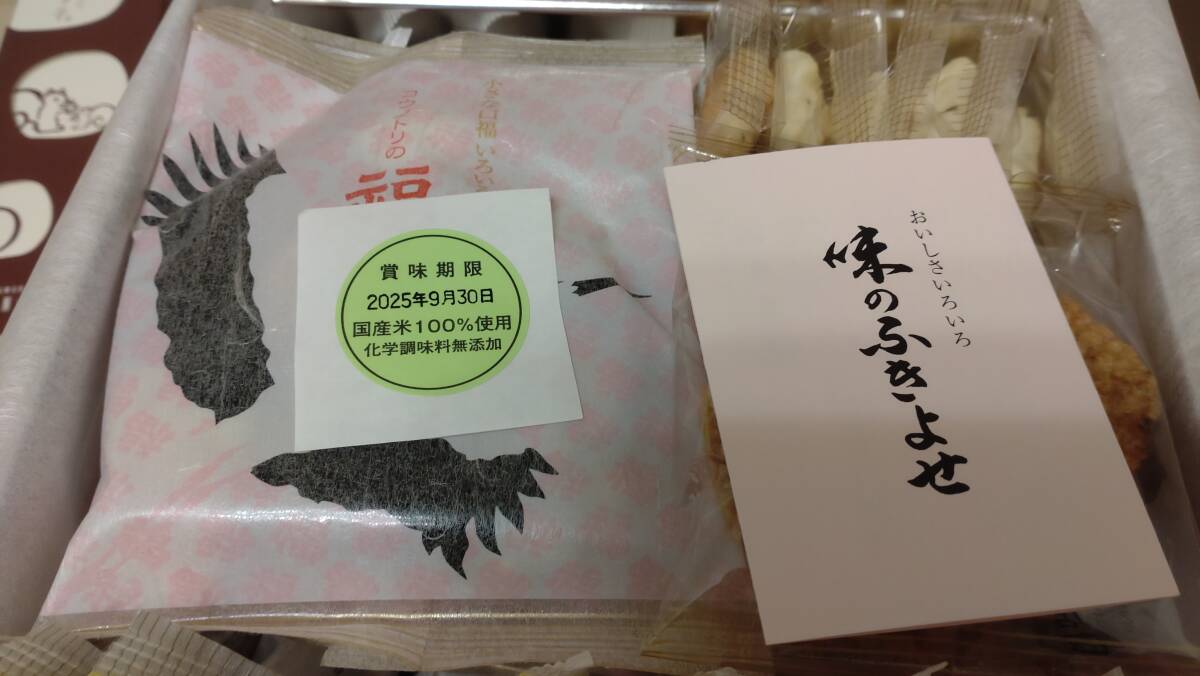 コウノトリの
福
賞味期限
2025年9月30日
国産米100%使用
化学調味料無添加
おいしさいろいろ
味のふきよせ